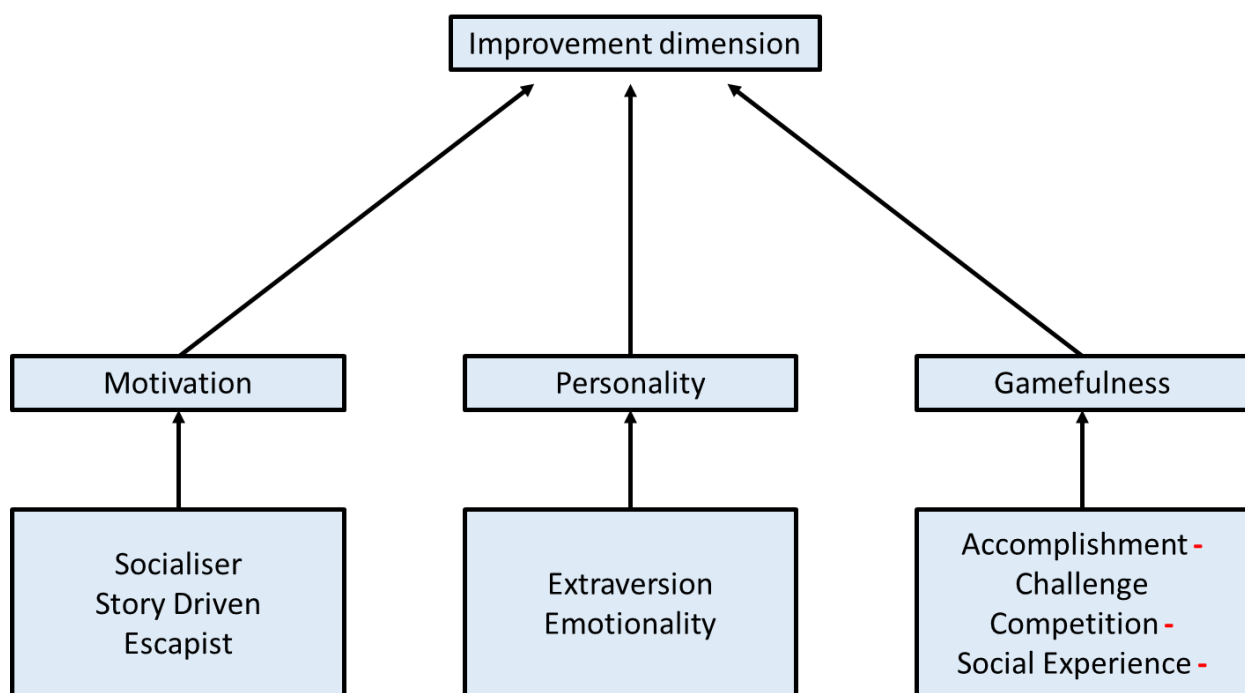 Improvement dimension
Motivation
Personality
Gamefulness
Socialiser
Story Driven
Escapist
Extraversion
Emotionality
Accomplishment -
Challenge
Competition -
Social Experience -